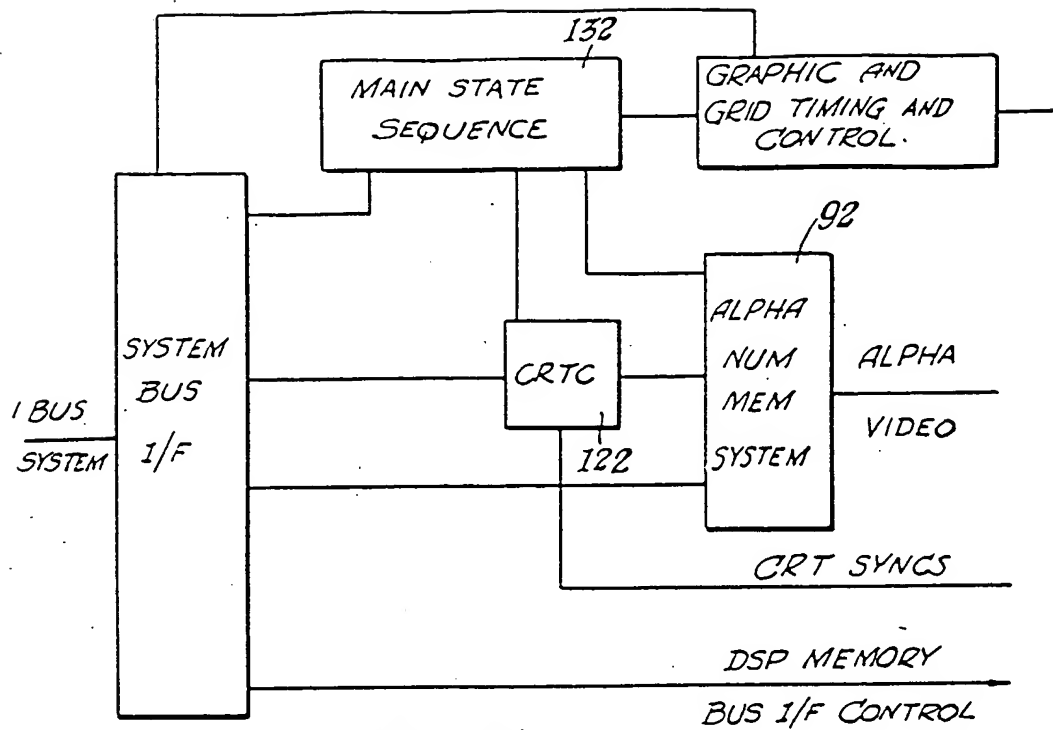 132
MAIN STATE
SEQUENCE
GRAPHIC AND
GRID TIMING AND
CONTROL.
92
SYSTEM
BUS
I/F
I BUS
SYSTEM
CRTC
122
ALPHA
NUM
MEM
SYSTEM
ALPHA
VIDEO
CRT SYNCS
DSP MEMORY
BUS I/F CONTROL